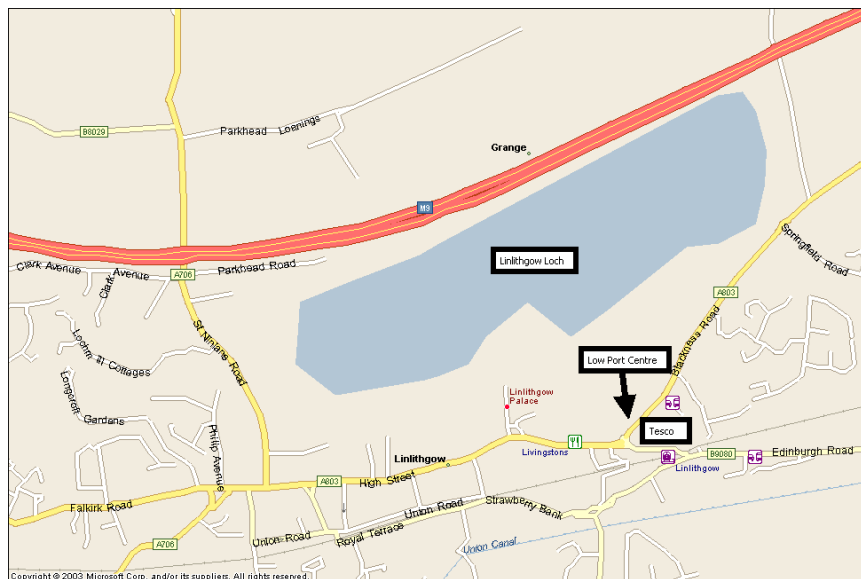 B8029
Parkhead
Loanings
Grange
M9
Clark Avenue
Clark
Avenue
A706
Parkhead Road
Linlithgow Loch
Springfield Road
A803
Blackness Road
St Ninians Road
Lochmill Cottages
Longcroft
Gardens
Philip Avenue
Low Port Centre
Linlithgow
Palace
Tesco
Livingstons
Linlithgow
Linlithgow
B9080
Edinburgh Road
A803
High Street
Falkirk Road
Union Road
Strawberry Bank
A706
Union Road
Royal Terrace
Union Canal
Copyright © 2003 Microsoft Corp. and/or its suppliers. All rights reserved.